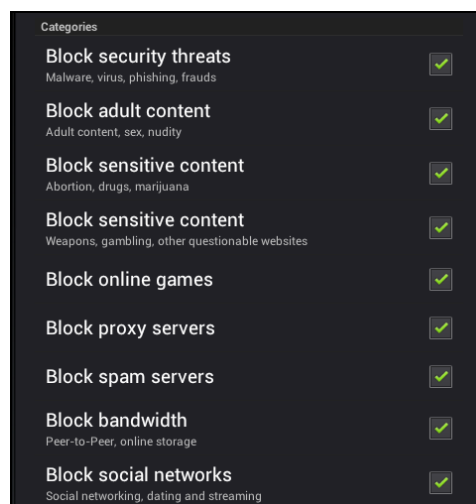 Categories
Block security threats
Malware, virus, phishing, frauds
Block adult content
Adult content, sex, nudity
Block sensitive content
Abortion, drugs, marijuana
Block sensitive content
Weapons, gambling, other questionable websites
Block online games
Block proxy servers
Block spam servers
Block bandwidth
Peer-to-Peer, online storage
Block social networks
Social networking, dating and streaming